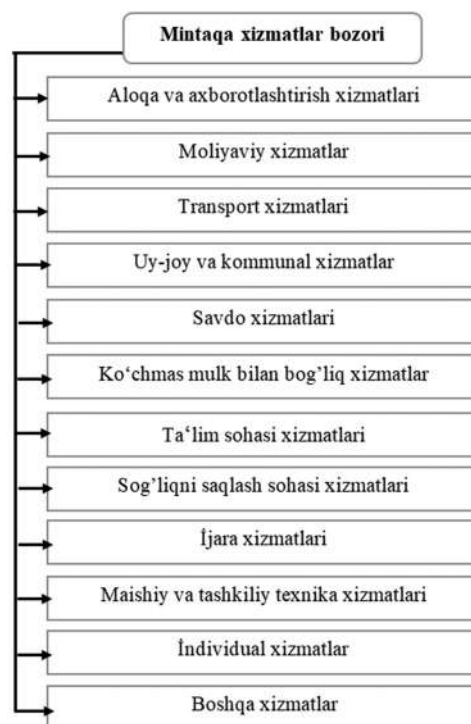 Mintaqa xizmatlar bozori
Aloqa va axborotlashtirish xizmatlari
Moliyaviy xizmatlar
Transport xizmatlari
Uy-joy va kommunal xizmatlar
Savdo xizmatlari
Ko‘chmas mulk bilan bog’liq xizmatlar
Ta‘lim sohasi xizmatlari
Sog’liqni saqlash sohasi xizmatlari
İjara xizmatlari
Maishiy va tashkiliy texnika xizmatlari
İndividual xizmatlar
Boshqa xizmatlar